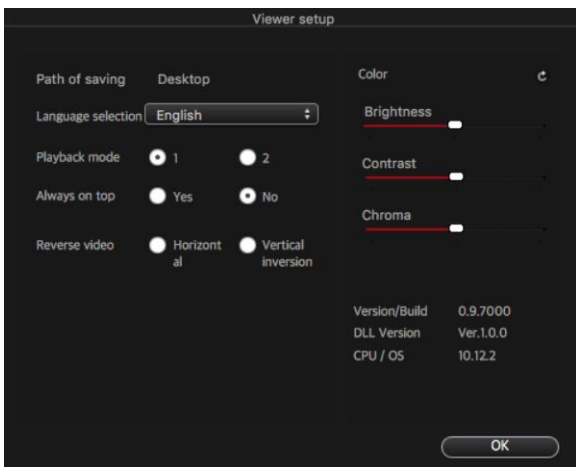 Viewer setup
Path of saving Desktop
Language selection English
Playback mode 1 2
Always on top Yes No
Reverse video Horizont
al Vertical
inversion
Color
Brightness
Contrast
Chroma
Version/Build 0.9.7000
DLL Version Ver.1.0.0
CPU / OS 10.12.2
OK